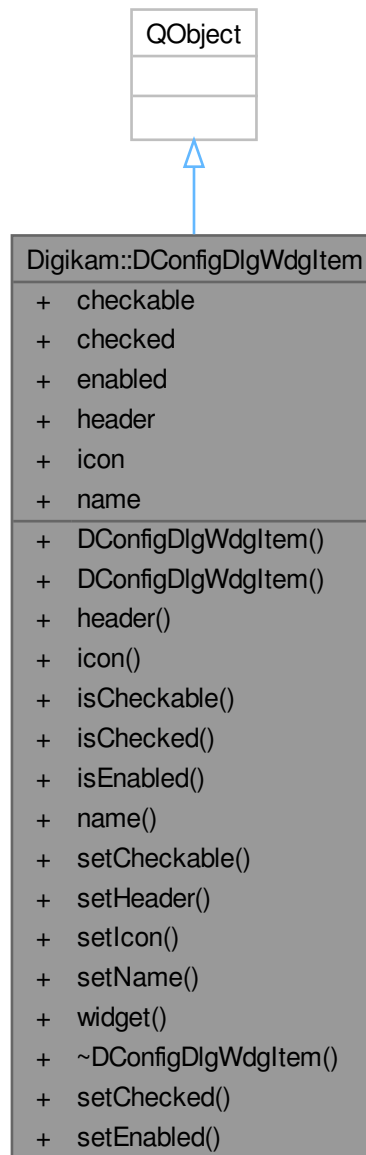 QObject
Digikam::DConfigDlgWdgItem
+ checkable
+ checked
+ enabled
+ header
+ icon
+ name
+ DConfigDlgWdgItem()
+ DConfigDlgWdgItem()
+ header()
+ icon()
+ isCheckable()
+ isChecked()
+ isEnabled()
+ name()
+ setCheckable()
+ setHeader()
+ setIcon()
+ setName()
+ widget()
+ ~DConfigDlgWdgItem()
+ setChecked()
+ setEnabled()